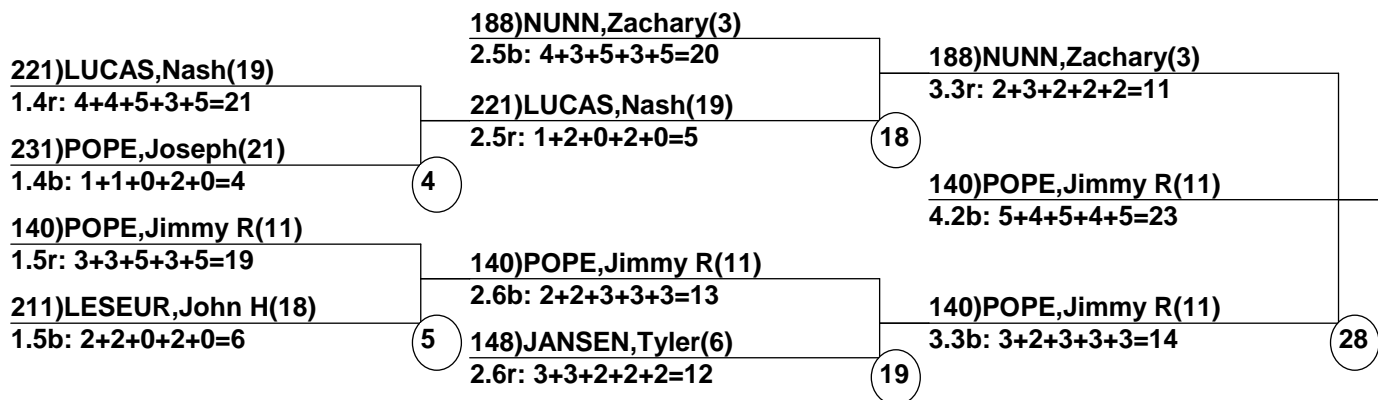 221)LUCAS,Nash(19)
1.4r: 4+4+5+3+5=21
231)POPE,Joseph(21)
1.4b: 1+1+0+2+0=4
4
140)POPE,Jimmy R(11)
1.5r: 3+3+5+3+5=19
211)LESEUR,John H(18)
1.5b: 2+2+0+2+0=6
5
188)NUNN,Zachary(3)
2.5b: 4+3+5+3+5=20
221)LUCAS,Nash(19)
2.5r: 1+2+0+2+0=5
18
140)POPE,Jimmy R(11)
2.6b: 2+2+3+3+3=13
148)JANSEN,Tyler(6)
2.6r: 3+3+2+2+2=12
19
188)NUNN,Zachary(3)
3.3r: 2+3+2+2+2=11
140)POPE,Jimmy R(11)
4.2b: 5+4+5+4+5=23
140)POPE,Jimmy R(11)
3.3b: 3+2+3+3+3=14
28